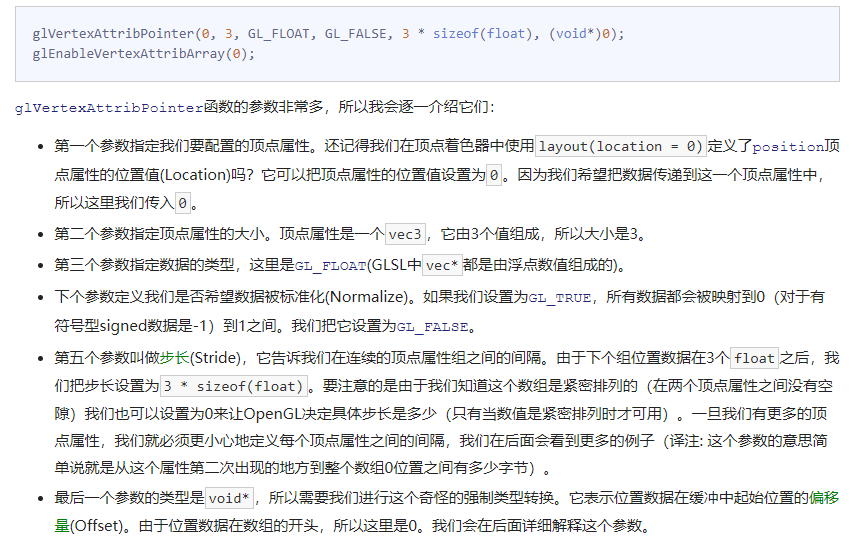 glVertexAttribPointer(0, 3, GL_FLOAT, GL_FALSE, 3 * sizeof(float), (void*)0);
glEnableVertexAttribArray(0);
glVertexAttribPointer函数的参数非常多，所以我会逐一介绍它们：
• 第一个参数指定我们要配置的顶点属性。还记得我们在顶点着色器中使用layout(location = 0)定义了position顶
点属性的位置值(Location)吗？它可以把顶点属性的位置值设置为0。因为我们希望把数据传递到这一个顶点属性中，
所以这里我们传入0。
• 第二个参数指定顶点属性的大小。顶点属性是一个vec3，它由3个值组成，所以大小是3。
• 第三个参数指定数据的类型，这里是GL_FLOAT(GLSL中vec*都是由浮点数值组成的)。
• 下个参数定义我们是否希望数据被标准化(Normalize)。如果我们设置为GL_TRUE，所有数据都会被映射到0（对于有
符号型signed数据是-1）到1之间。我们把它设置为GL_FALSE。
• 第五个参数叫做步长(Stride)，它告诉我们在连续的顶点属性组之间的间隔。由于下个组位置数据在3个float之后，我
们把步长设置为3 * sizeof(float)。要注意的是由于我们知道这个数组是紧密排列的（在两个顶点属性之间没有空
隙）我们也可以设置为0来让OpenGL决定具体步长是多少（只有当数值是紧密排列时才可用）。一旦我们有更多的顶
点属性，我们就必须更小心地定义每个顶点属性之间的间隔，我们在后面会看到更多的例子（译注: 这个参数的意思简
单说就是从这个属性第二次出现的地方到整个数组0位置之间有多少字节）。
• 最后一个参数的类型是void*，所以需要我们进行这个奇怪的强制类型转换。它表示位置数据在缓冲中起始位置的偏移
量(Offset)。由于位置数据在数组的开头，所以这里是0。我们会在后面详细解释这个参数。